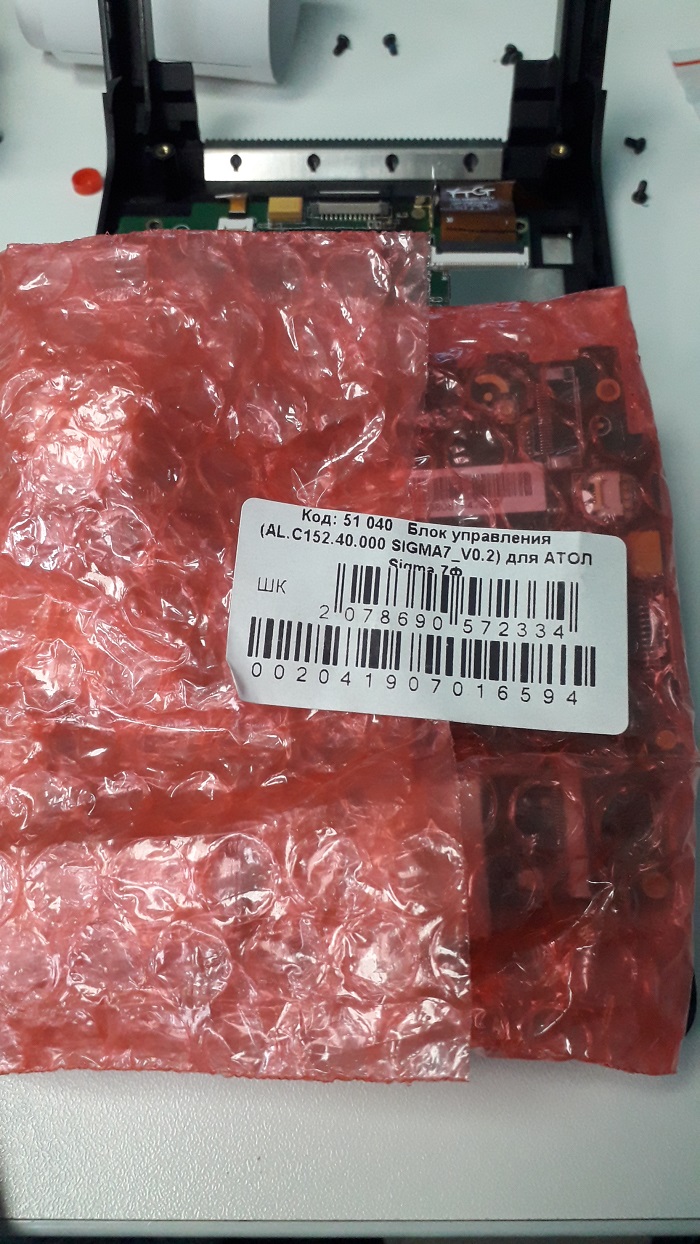 Код: 51 040 Блок управления
(AL.C152.40.000 SIGMA7_V0.2) для АТОЛ
Sigma 7Ф
ШК
2 078690 572334
002041907016594